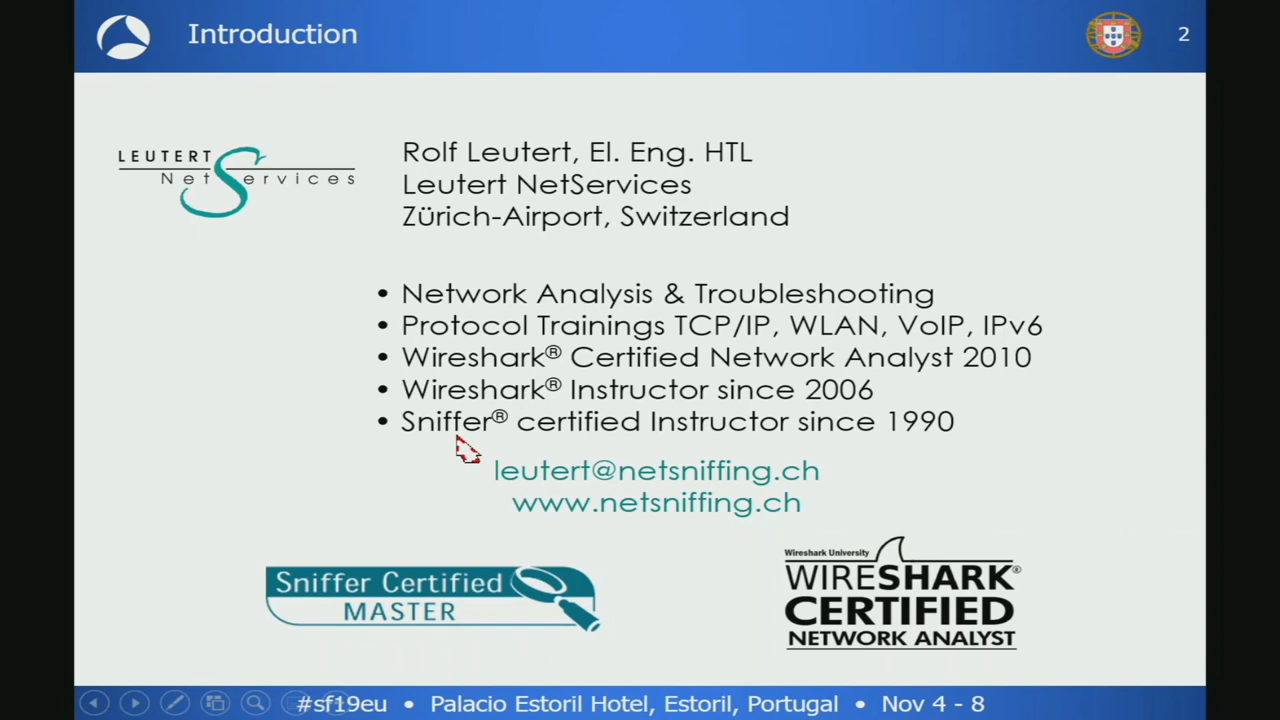 Introduction
2
LEUTERT
NetServices
Rolf Leutert, El. Eng. HTL
Leutert NetServices
Zürich-Airport, Switzerland
• Network Analysis & Troubleshooting
• Protocol Trainings TCP/IP, WLAN, VoIP, IPv6
• Wireshark® Certified Network Analyst 2010
• Wireshark® Instructor since 2006
• Sniffer® certified Instructor since 1990
leutert@netsniffing.ch
www.netsniffing.ch
Sniffer Certified
MASTER
Wireshark University
WIRESHARK®
CERTIFIED
NETWORK ANALYST
#sf19eu • Palacio Estoril Hotel, Estoril, Portugal • Nov 4 - 8